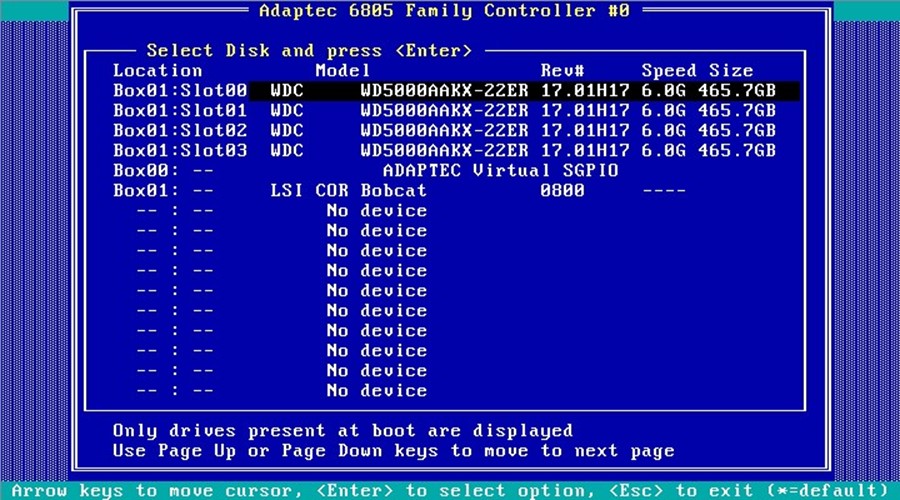 Adaptec 6805 Family Controller #0
Select Disk and press <Enter>
Location Model Rev# Speed Size
Box01:Slot00 WDC WD5000AAKX-22ER 17.01H17 6.0G 465.7GB
Box01:Slot01 WDC WD5000AAKX-22ER 17.01H17 6.0G 465.7GB
Box01:Slot02 WDC WD5000AAKX-22ER 17.01H17 6.0G 465.7GB
Box01:Slot03 WDC WD5000AAKX-22ER 17.01H17 6.0G 465.7GB
Box00: -- ADAPTEC Virtual SGPIO
Box01: -- LSI COR Bobcat 0800 ----
-- : -- No device
-- : -- No device
-- : -- No device
-- : -- No device
-- : -- No device
-- : -- No device
-- : -- No device
-- : -- No device
-- : -- No device
-- : -- No device
Only drives present at boot are displayed
Use Page Up or Page Down keys to move to next page
Arrow keys to move cursor, <Enter> to select option, <Esc> to exit (*=default)